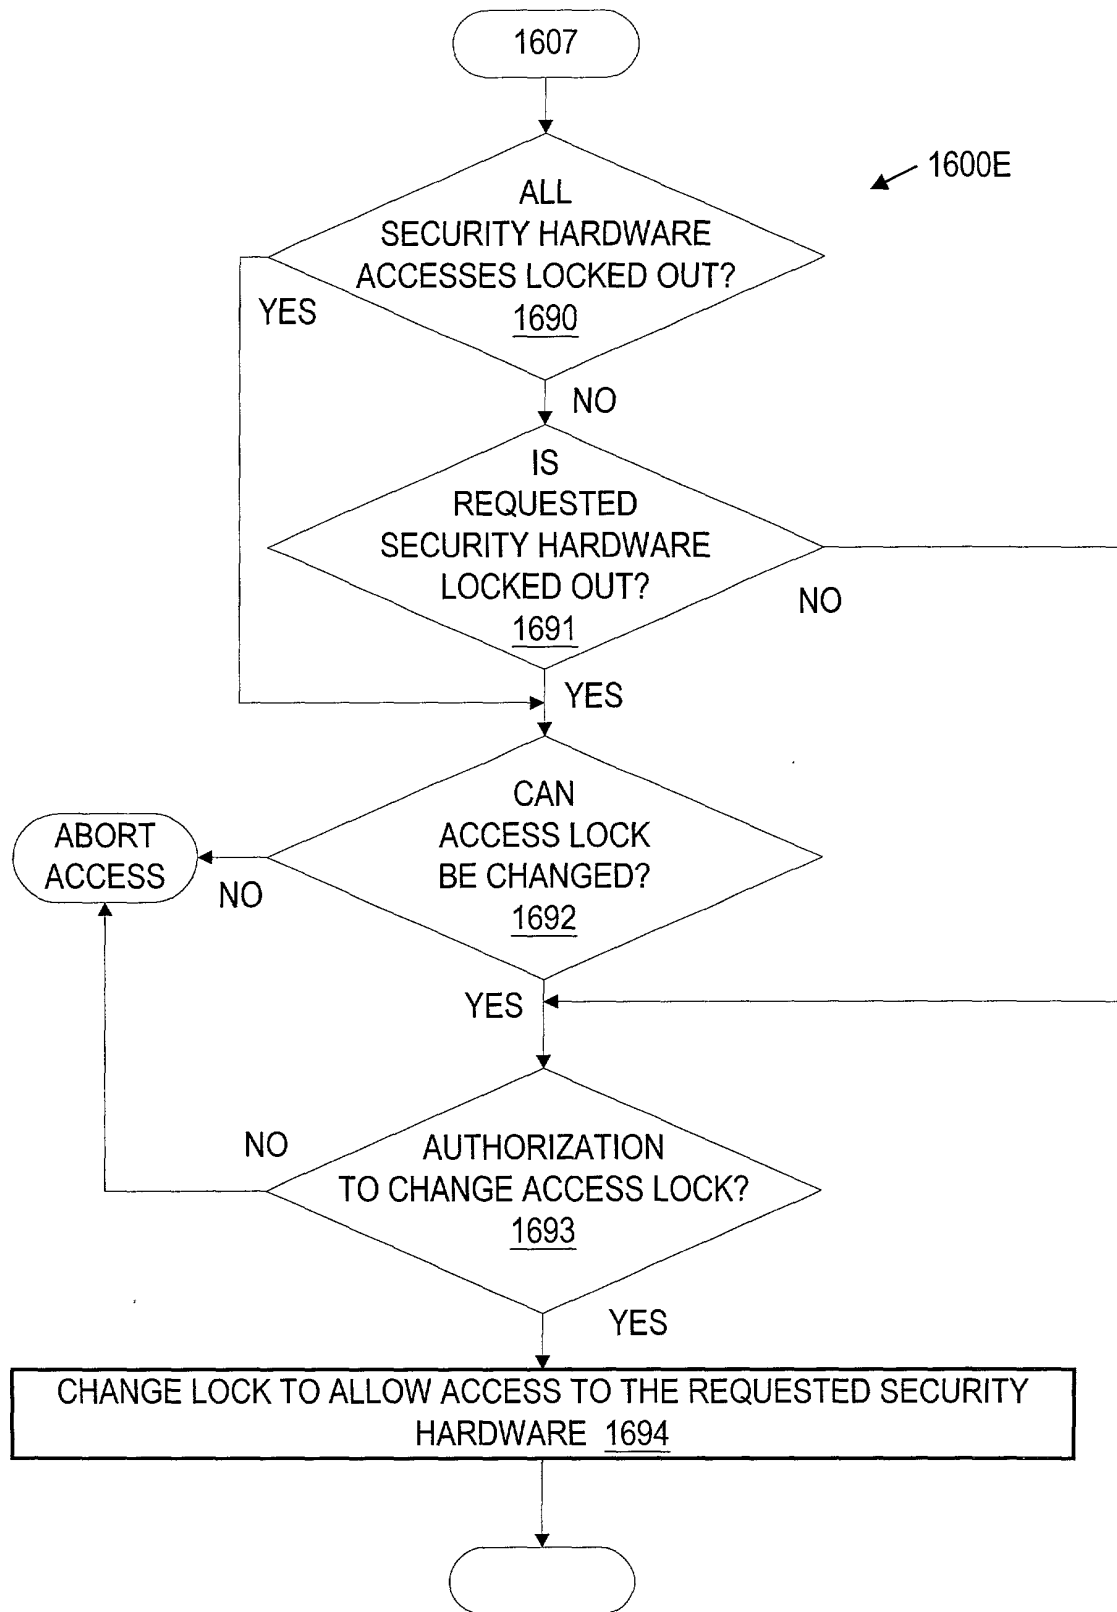 1607
1600E
ALL
SECURITY HARDWARE
ACCESSES LOCKED OUT?
1690
YES
NO
IS
REQUESTED
SECURITY HARDWARE
LOCKED OUT?
1691
NO
YES
CAN
ACCESS LOCK
BE CHANGED?
1692
ABORT
ACCESS
NO
YES
AUTHORIZATION
TO CHANGE ACCESS LOCK?
1693
NO
YES
CHANGE LOCK TO ALLOW ACCESS TO THE REQUESTED SECURITY
HARDWARE 1694